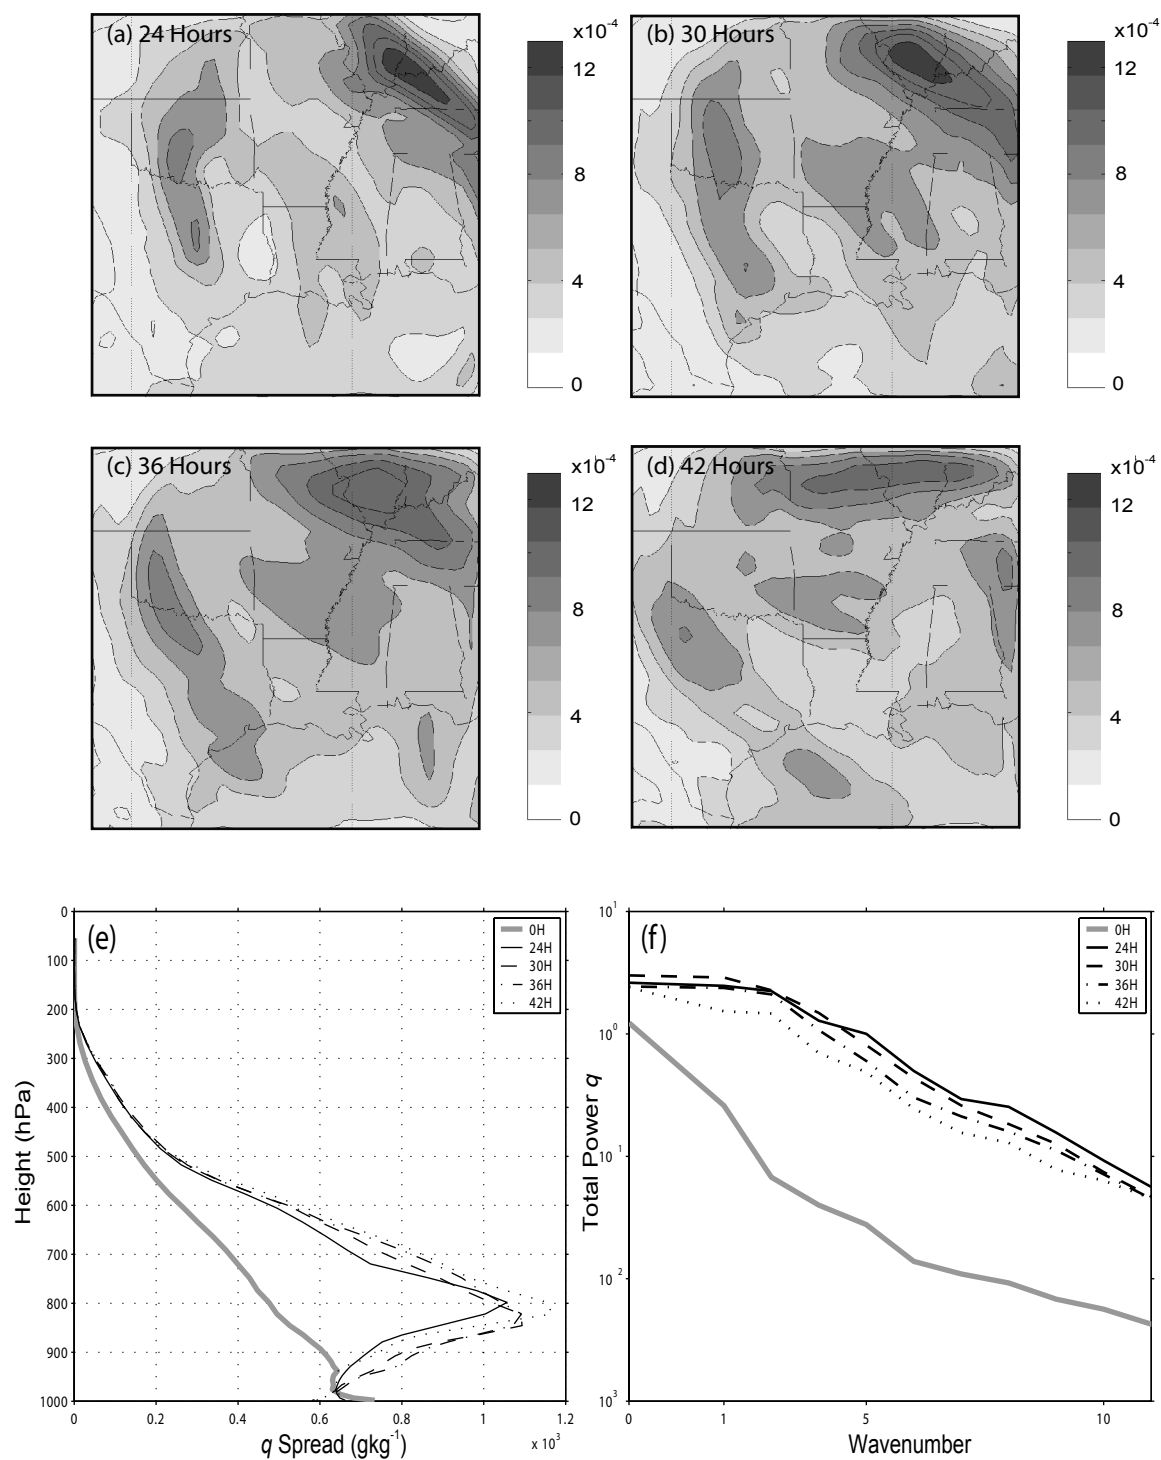 (a) 24 Hours
x10⁻⁴
12
8
4
0
(b) 30 Hours
x10⁻⁴
12
8
4
0
(c) 36 Hours
x10⁻⁴
12
8
4
0
(d) 42 Hours
x10⁻⁴
12
8
4
0
(e)
0H
24H
30H
36H
42H
0
100
200
300
400
500
600
700
800
900
1000
Height (hPa)
0
0.2
0.4
0.6
0.8
1
1.2
x 10³
q Spread (gkg⁻¹)
(f)
0H
24H
30H
36H
42H
10¹
10⁰
10¹
10²
10³
Total Power q
0
1
5
10
Wavenumber